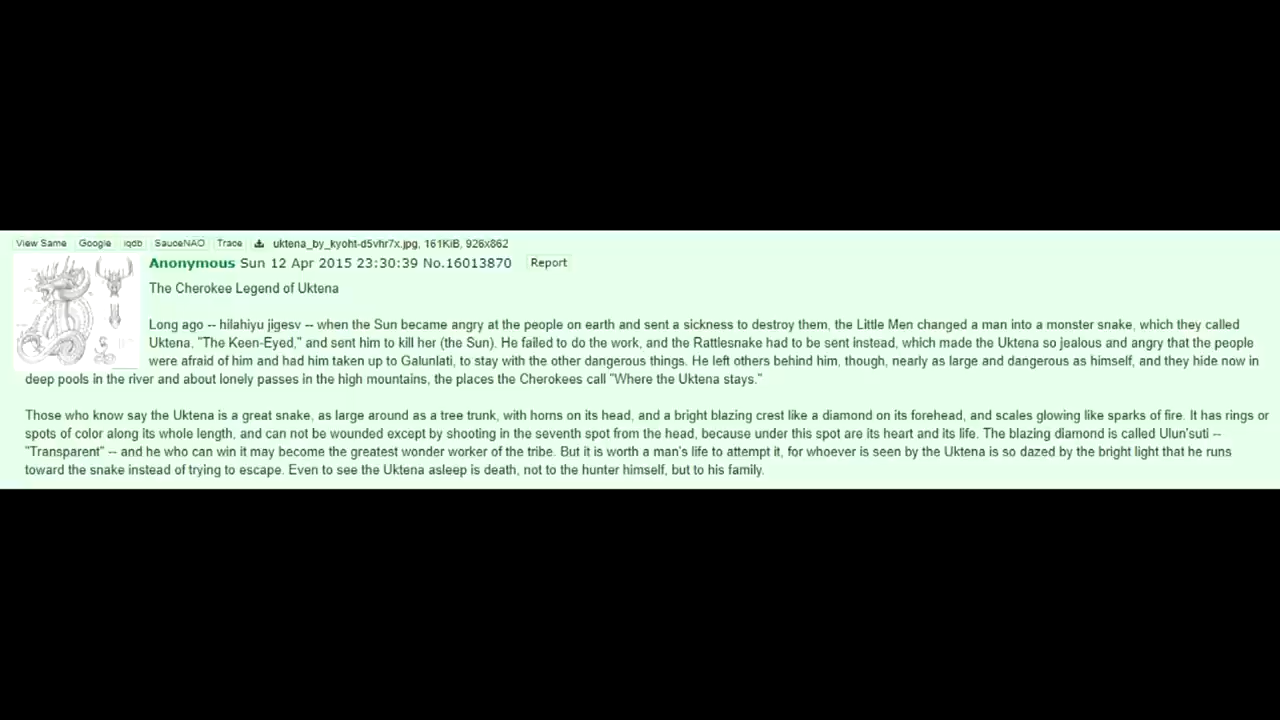 View Same Google iqdb SauceNAO Trace uktena_by_kyoht-d5vhr7x.jpg, 161KiB, 926x862
Anonymous Sun 12 Apr 2015 23:30:39 No.16013870 Report
The Cherokee Legend of Uktena
Long ago -- hilahiyu jigesv -- when the Sun became angry at the people on earth and sent a sickness to destroy them, the Little Men changed a man into a monster snake, which they called
Uktena. "The Keen-Eyed," and sent him to kill her (the Sun). He failed to do the work, and the Rattlesnake had to be sent instead, which made the Uktena so jealous and angry that the people
were afraid of him and had him taken up to Galunlati, to stay with the other dangerous things. He left others behind him, though, nearly as large and dangerous as himself, and they hide now in
deep pools in the river and about lonely passes in the high mountains, the places the Cherokees call "Where the Uktena stays."
Those who know say the Uktena is a great snake, as large around as a tree trunk, with horns on its head, and a bright blazing crest like a diamond on its forehead, and scales glowing like sparks of fire. It has rings or
spots of color along its whole length, and can not be wounded except by shooting in the seventh spot from the head, because under this spot are its heart and its life. The blazing diamond is called Ulun'suti --
"Transparent" -- and he who can win it may become the greatest wonder worker of the tribe. But it is worth a man's life to attempt it, for whoever is seen by the Uktena is so dazed by the bright light that he runs
toward the snake instead of trying to escape. Even to see the Uktena asleep is death, not to the hunter himself, but to his family.